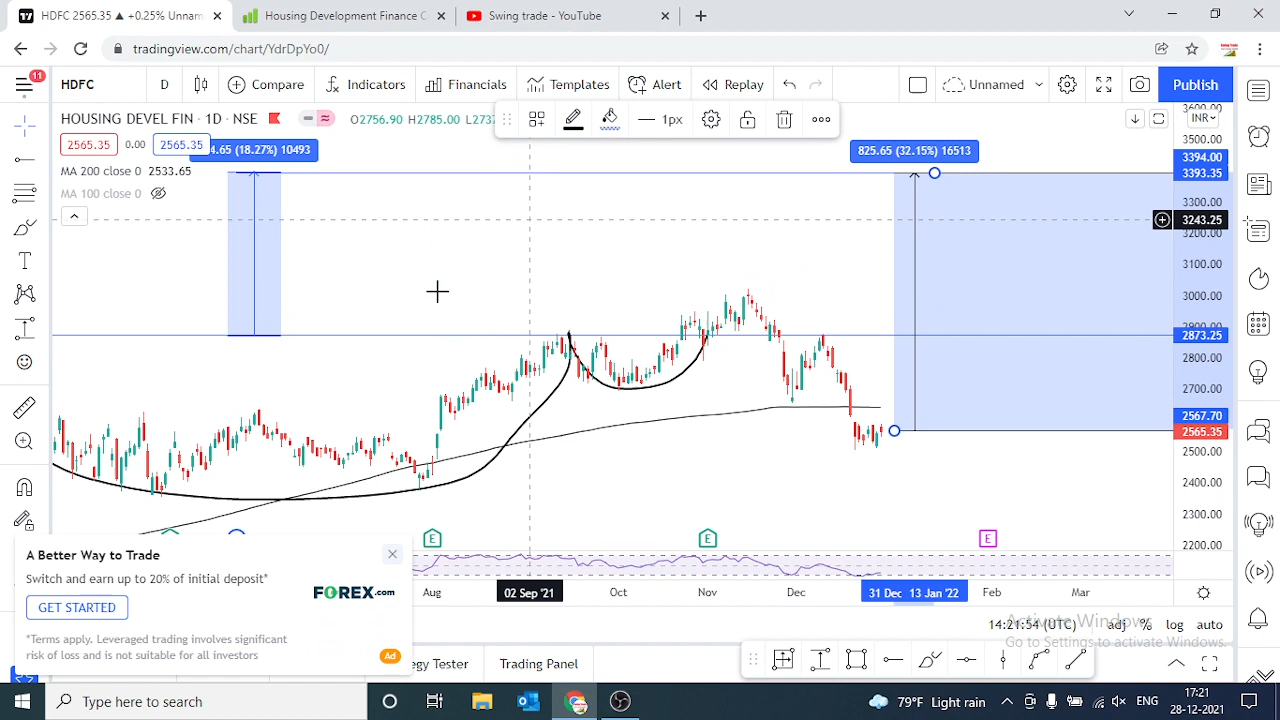 HDFC 2565.35 ▲ +0.25% Unnam
Housing Development Finance C
Swing trade - YouTube
tradingview.com/chart/YdrDpYo0/
11
HDFC
D
Compare
Indicators
Financials
Templates
Alert
Replay
Unnamed
Publish
HOUSING DEVEL FIN · 1D · NSE
O2756.90 H2785.00 L273
1px
INR
2565.35
0.00
2565.35
4.65 (18.27%) 10493
825.65 (32.15%) 16513
MA 200 close 0 2533.65
MA 100 close 0
3500.00
3394.00
3393.35
3300.00
3243.25
3200.00
3100.00
3000.00
2900.00
2873.25
2800.00
2700.00
2567.70
2565.35
2500.00
2400.00
2300.00
2200.00
E
E
E
A Better Way to Trade
Switch and earn up to 20% of initial deposit*
GET STARTED
FOREX.com
*Terms apply. Leveraged trading involves significant
risk of loss and is not suitable for all investors
Ad
Aug
02 Sep '21
Oct
Nov
Dec
31 Dec
13 Jan '22
Feb
Mar
Activate Windows
Go to Settings to activate Windows.
(UTC)
%
log
auto
egy Tester
Trading Panel
Type here to search
79°F Light rain
ENG
17:21
28-12-2021